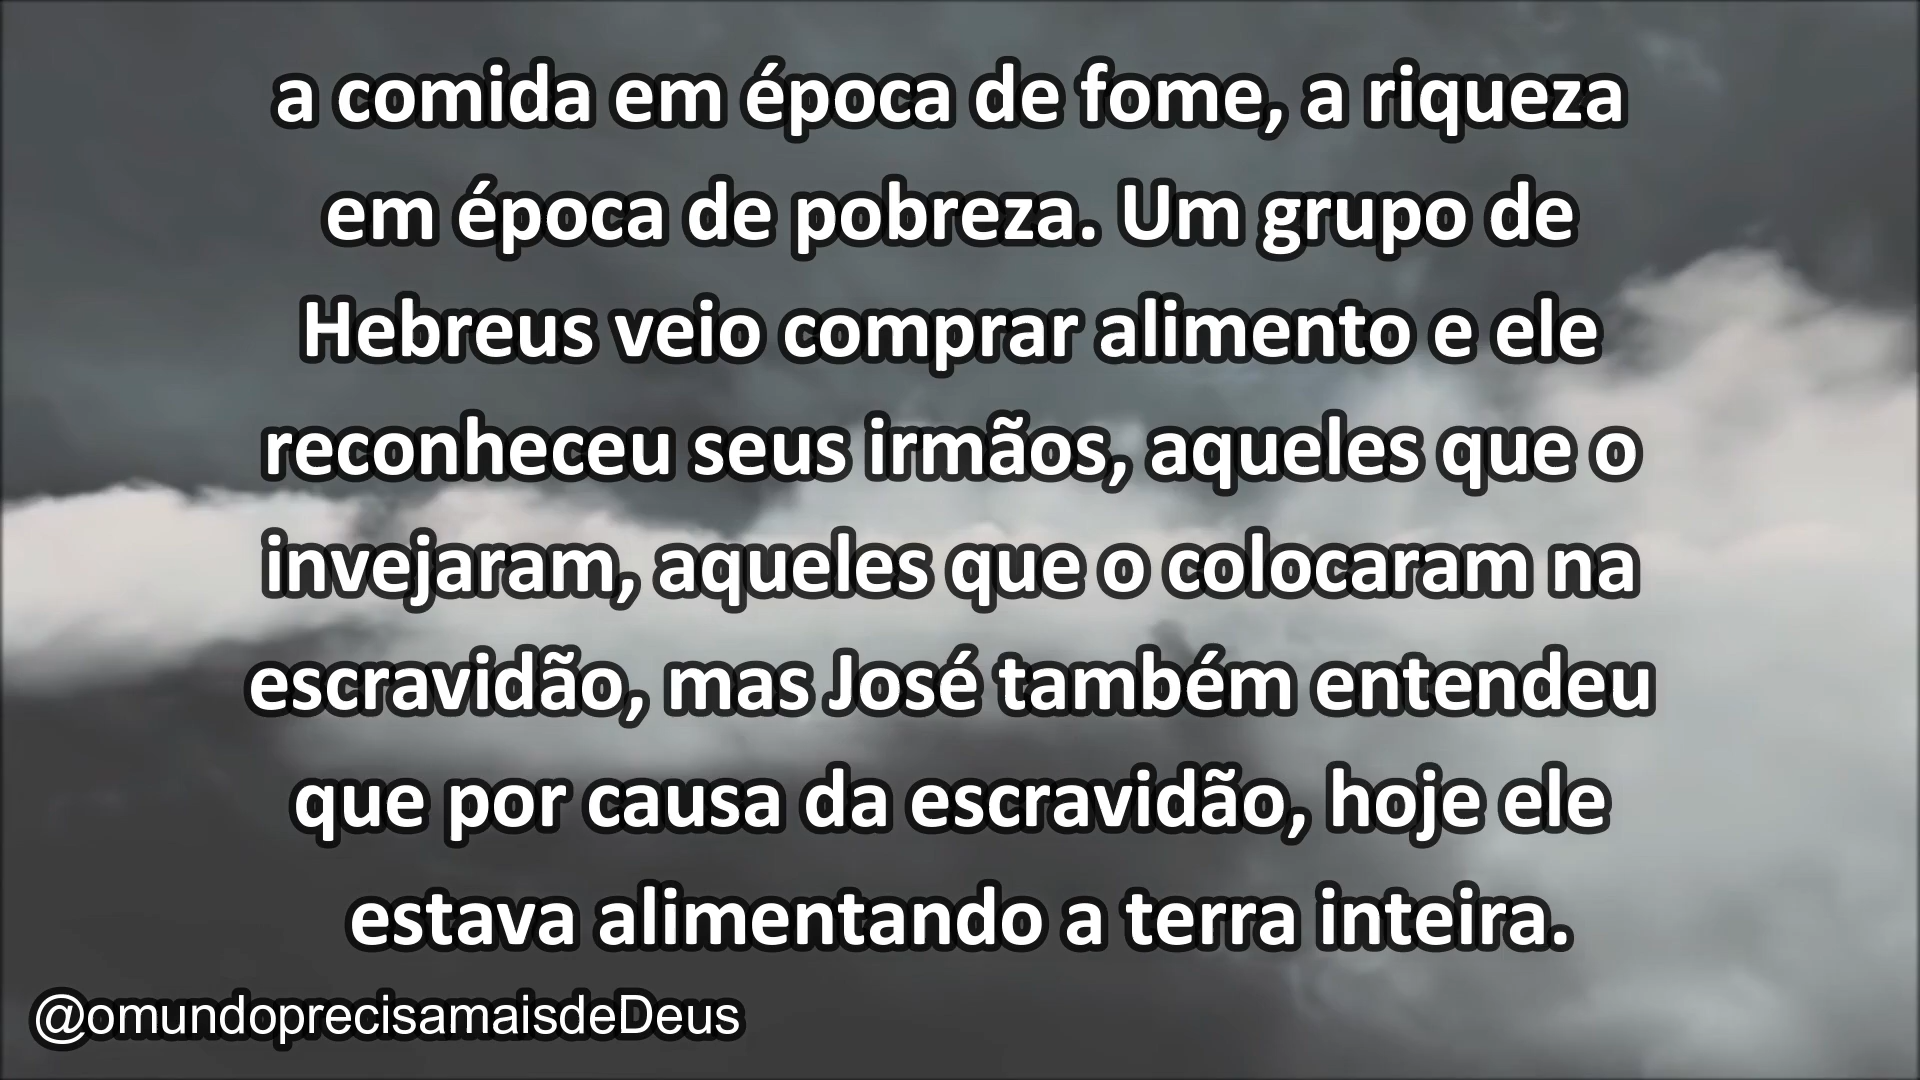 a comida em época de fome, a riqueza
em época de pobreza. Um grupo de
Hebreus veio comprar alimento e ele
reconheceu seus irmãos, aqueles que o
invejaram, aqueles que o colocaram na
escravidão, mas José também entendeu
que por causa da escravidão, hoje ele
estava alimentando a terra inteira.
@omundoprecisamaisdeDeus